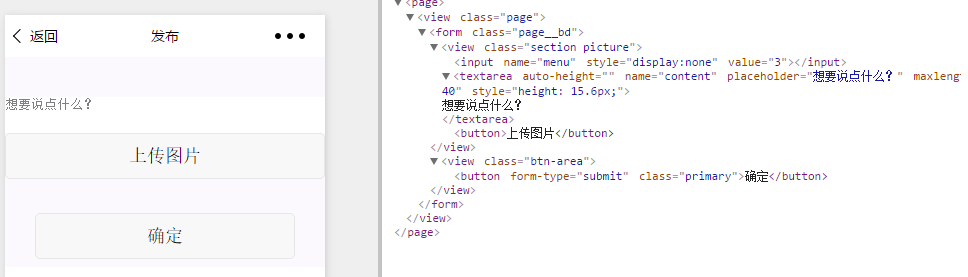 返回
发布
想要说点什么?
上传图片
确定
<page>
▼<view class="page">
▼<form class="page__bd">
▼<view class="section picture">
<input name="menu" style="display:none" value="3"></input>
▼<textarea auto-height="" name="content" placeholder="想要说点什么? " maxleng
40" style="height: 15.6px;">
想要说点什么?
</textarea>
<button>上传图片</button>
</view>
▼<view class="btn-area">
<button form-type="submit" class="primary">确定</button>
</view>
</form>
</view>
</page>